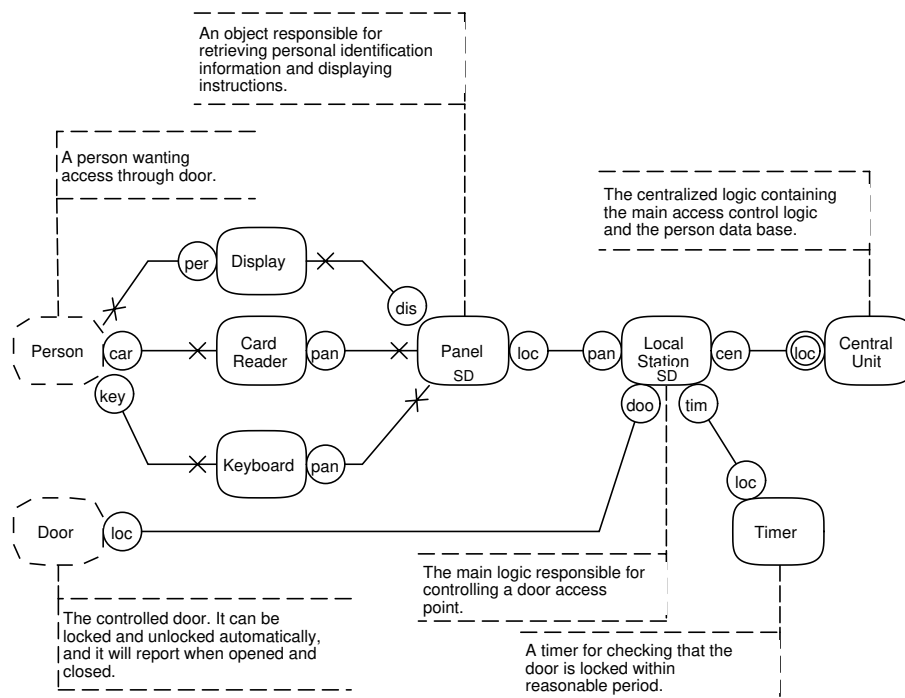 An object responsible for
retrieving personal identification
information and displaying
instructions.
A person wanting
access through door.
The centralized logic containing
the main access control logic
and the person data base.
per
Display
dis
Person
car
Card
Reader
pan
Panel
SD
loc
pan
Local
Station
SD
cen
loc
Central
Unit
key
doo
tim
Keyboard
pan
loc
Door
loc
Timer
The main logic responsible for
controlling a door access
point.
The controlled door. It can be
locked and unlocked automatically,
and it will report when opened and
closed.
A timer for checking that the
door is locked within
reasonable period.